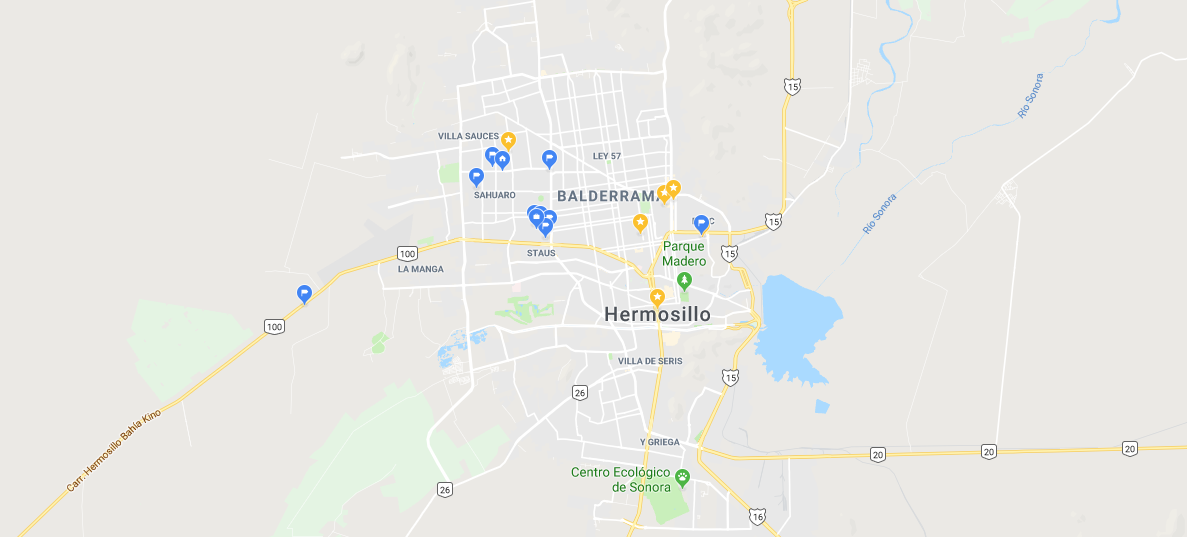 15
Río Sonora
VILLA SAUCES
LEY 57
SAHUARO
BALDERRAMA
Río Sonora
15
100
STAUS
Parque
Madero
15
LA MANGA
100
Hermosillo
VILLA DE SERIS
15
26
Carr. Hermosillo Bahía Kino
Y GRIEGA
20
20
20
Centro Ecológico
de Sonora
26
16